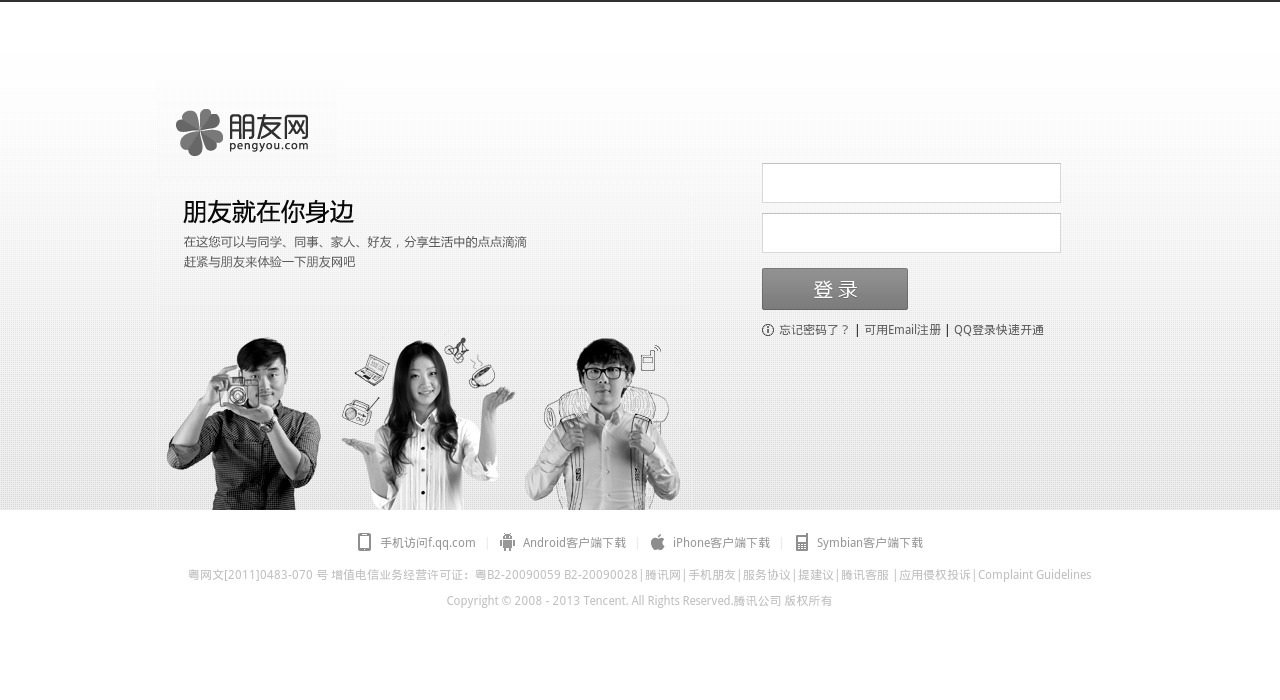 朋友网
pengyou.com
朋友就在你身边
在这您可以与同学、同事、家人、好友，分享生活中的点点滴滴
赶紧与朋友来体验一下朋友网吧
登 录
忘记密码了？ | 可用Email注册 | QQ登录快速开通
手机访问f.qq.com | Android客户端下载 | iPhone客户端下载 | Symbian客户端下载
粤网文[2011]0483-070 号 增值电信业务经营许可证：粤B2-20090059 B2-20090028|腾讯网|手机朋友|服务协议|提建议|腾讯客服 |应用侵权投诉|Complaint Guidelines
Copyright © 2008 - 2013 Tencent. All Rights Reserved.腾讯公司 版权所有